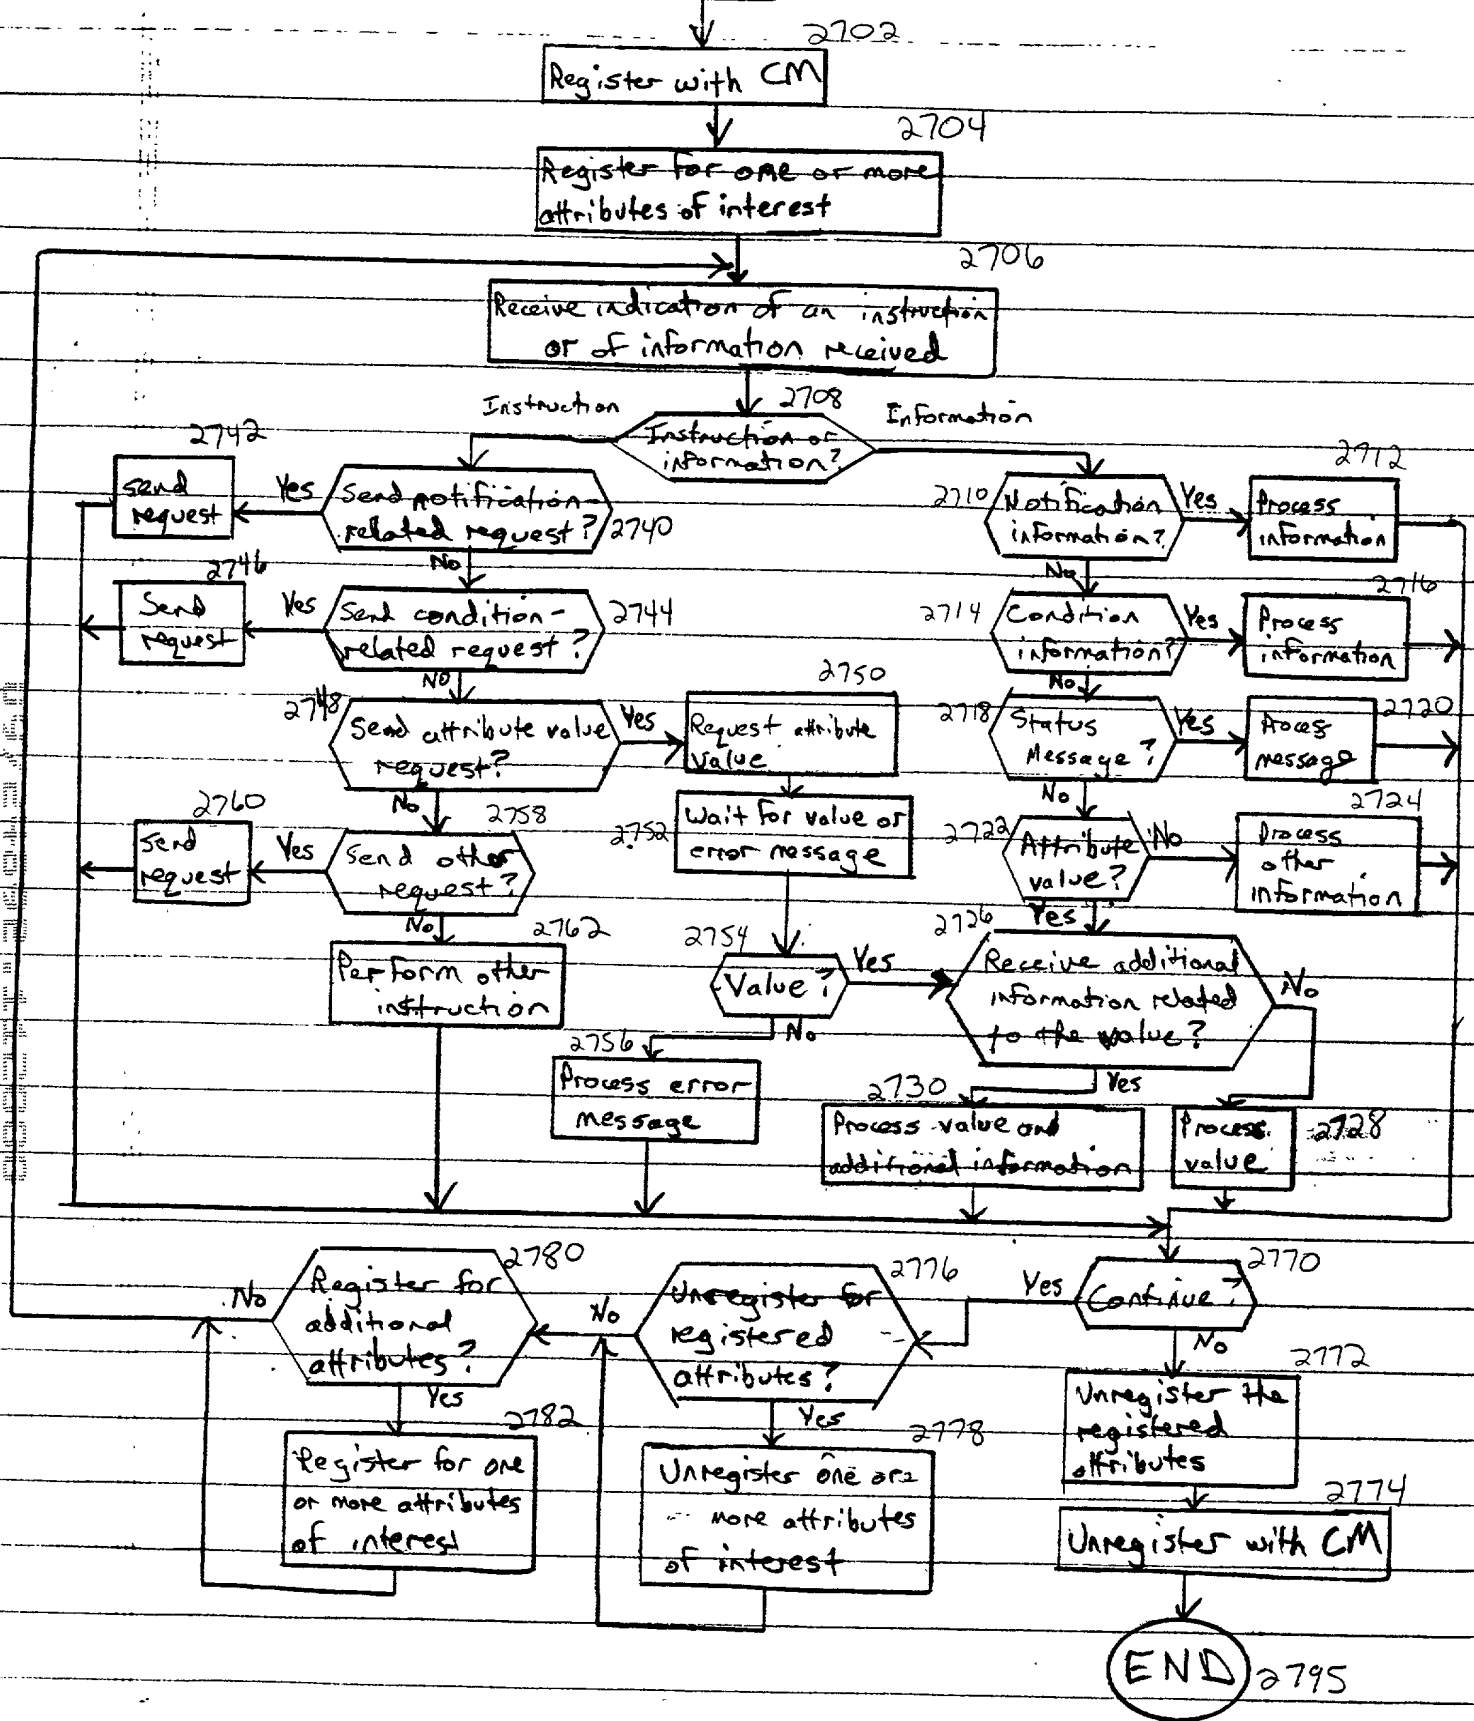 2702
Register with CM
2704
Register for one or more
attributes of interest
2706
Receive indication of an instruction
or of information received
2708
Instruction
Information
Instruction or
information?
2742
send
request
Yes
Send notification-
related request?
2740
No
2746
Send
request
Yes
Send condition-
related request?
2744
No
2748
Send attribute value
request?
Yes
2750
Request attribute
value
No
2752
Wait for value or
error message
2760
Send
request
Yes
2758
Send other
request?
No
2762
Perform other
instruction
2754
Value?
Yes
No
2756
Process error
message
2710
Notification
information?
Yes
2712
Process
information
No
2714
Condition
information?
Yes
2716
Process
information
No
2718
Status
Message?
Yes
2720
Process
message
No
2722
Attribute
value?
No
2724
Process
other
information
Yes
2726
Receive additional
information related
to the value?
No
Yes
2730
Process value and
additional information
2728
Process
value
2770
Continue?
Yes
No
2772
Unregister the
registered
attributes
2774
Unregister with CM
END
2795
2776
Unregister for
registered
attributes?
No
Yes
2778
Unregister one or
more attributes
of interest
2780
Register for
additional
attributes?
No
Yes
2782
Register for one
or more attributes
of interest